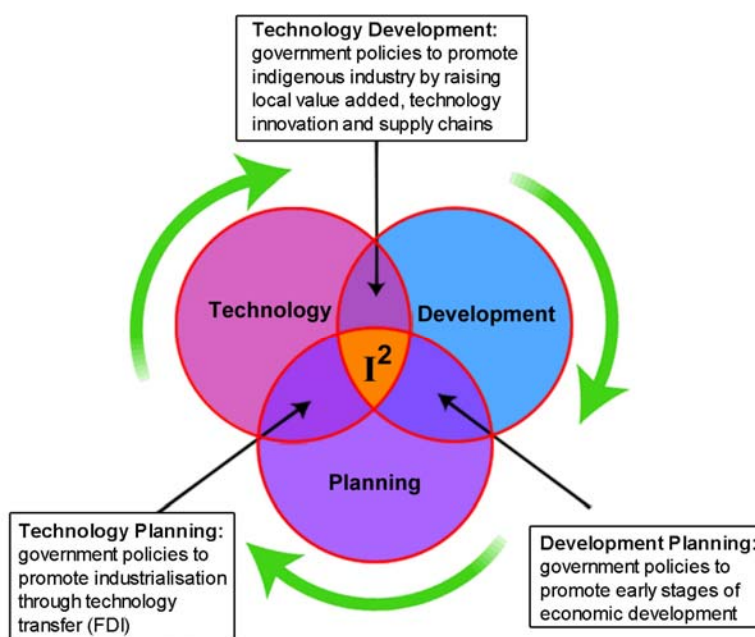 Technology Development:
government policies to promote
indigenous industry by raising
local value added, technology
innovation and supply chains
Technology
Development
I²
Planning
Technology Planning:
government policies to
promote industrialisation
through technology
transfer (FDI)
Development Planning:
government policies to
promote early stages of
economic development